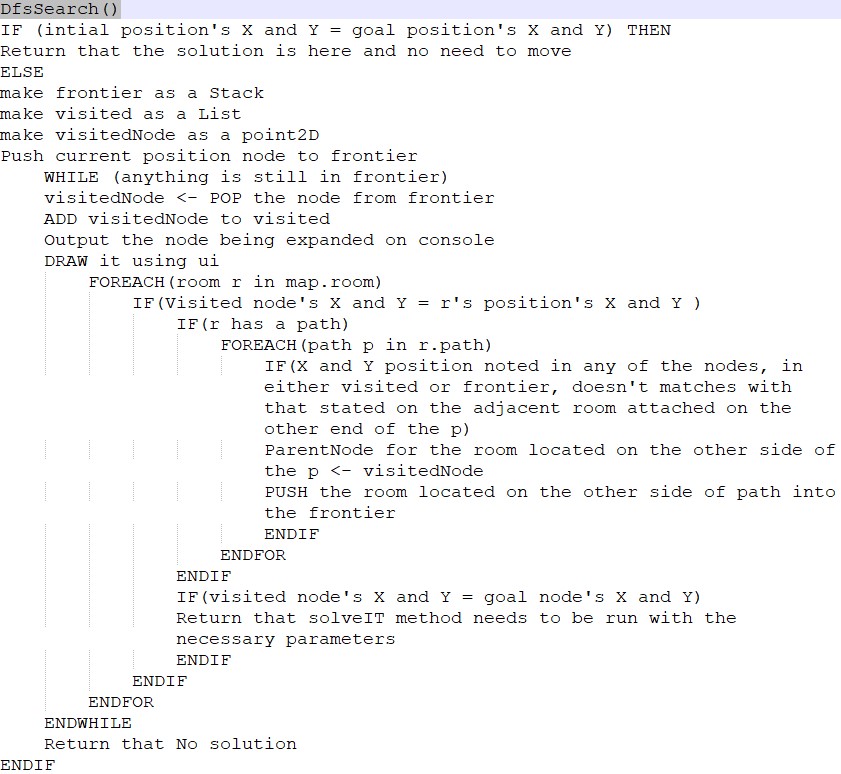 DfsSearch()
IF (intial position's X and Y = goal position's X and Y) THEN
Return that the solution is here and no need to move
ELSE
make frontier as a Stack
make visited as a List
make visitedNode as a point2D
Push current position node to frontier
WHILE (anything is still in frontier)
visitedNode <- POP the node from frontier
ADD visitedNode to visited
Output the node being expanded on console
DRAW it using ui
FOREACH(room r in map.room)
IF(Visited node's X and Y = r's position's X and Y )
IF(r has a path)
FOREACH(path p in r.path)
IF(X and Y position noted in any of the nodes, in
either visited or frontier, doesn't matches with
that stated on the adjacent room attached on the
other end of the p)
ParentNode for the room located on the other side of
the p <- visitedNode
PUSH the room located on the other side of path into
the frontier
ENDIF
ENDFOR
ENDIF
IF(visited node's X and Y = goal node's X and Y)
Return that solveIT method needs to be run with the
necessary parameters
ENDIF
ENDIF
ENDFOR
ENDWHILE
Return that No solution
ENDIF